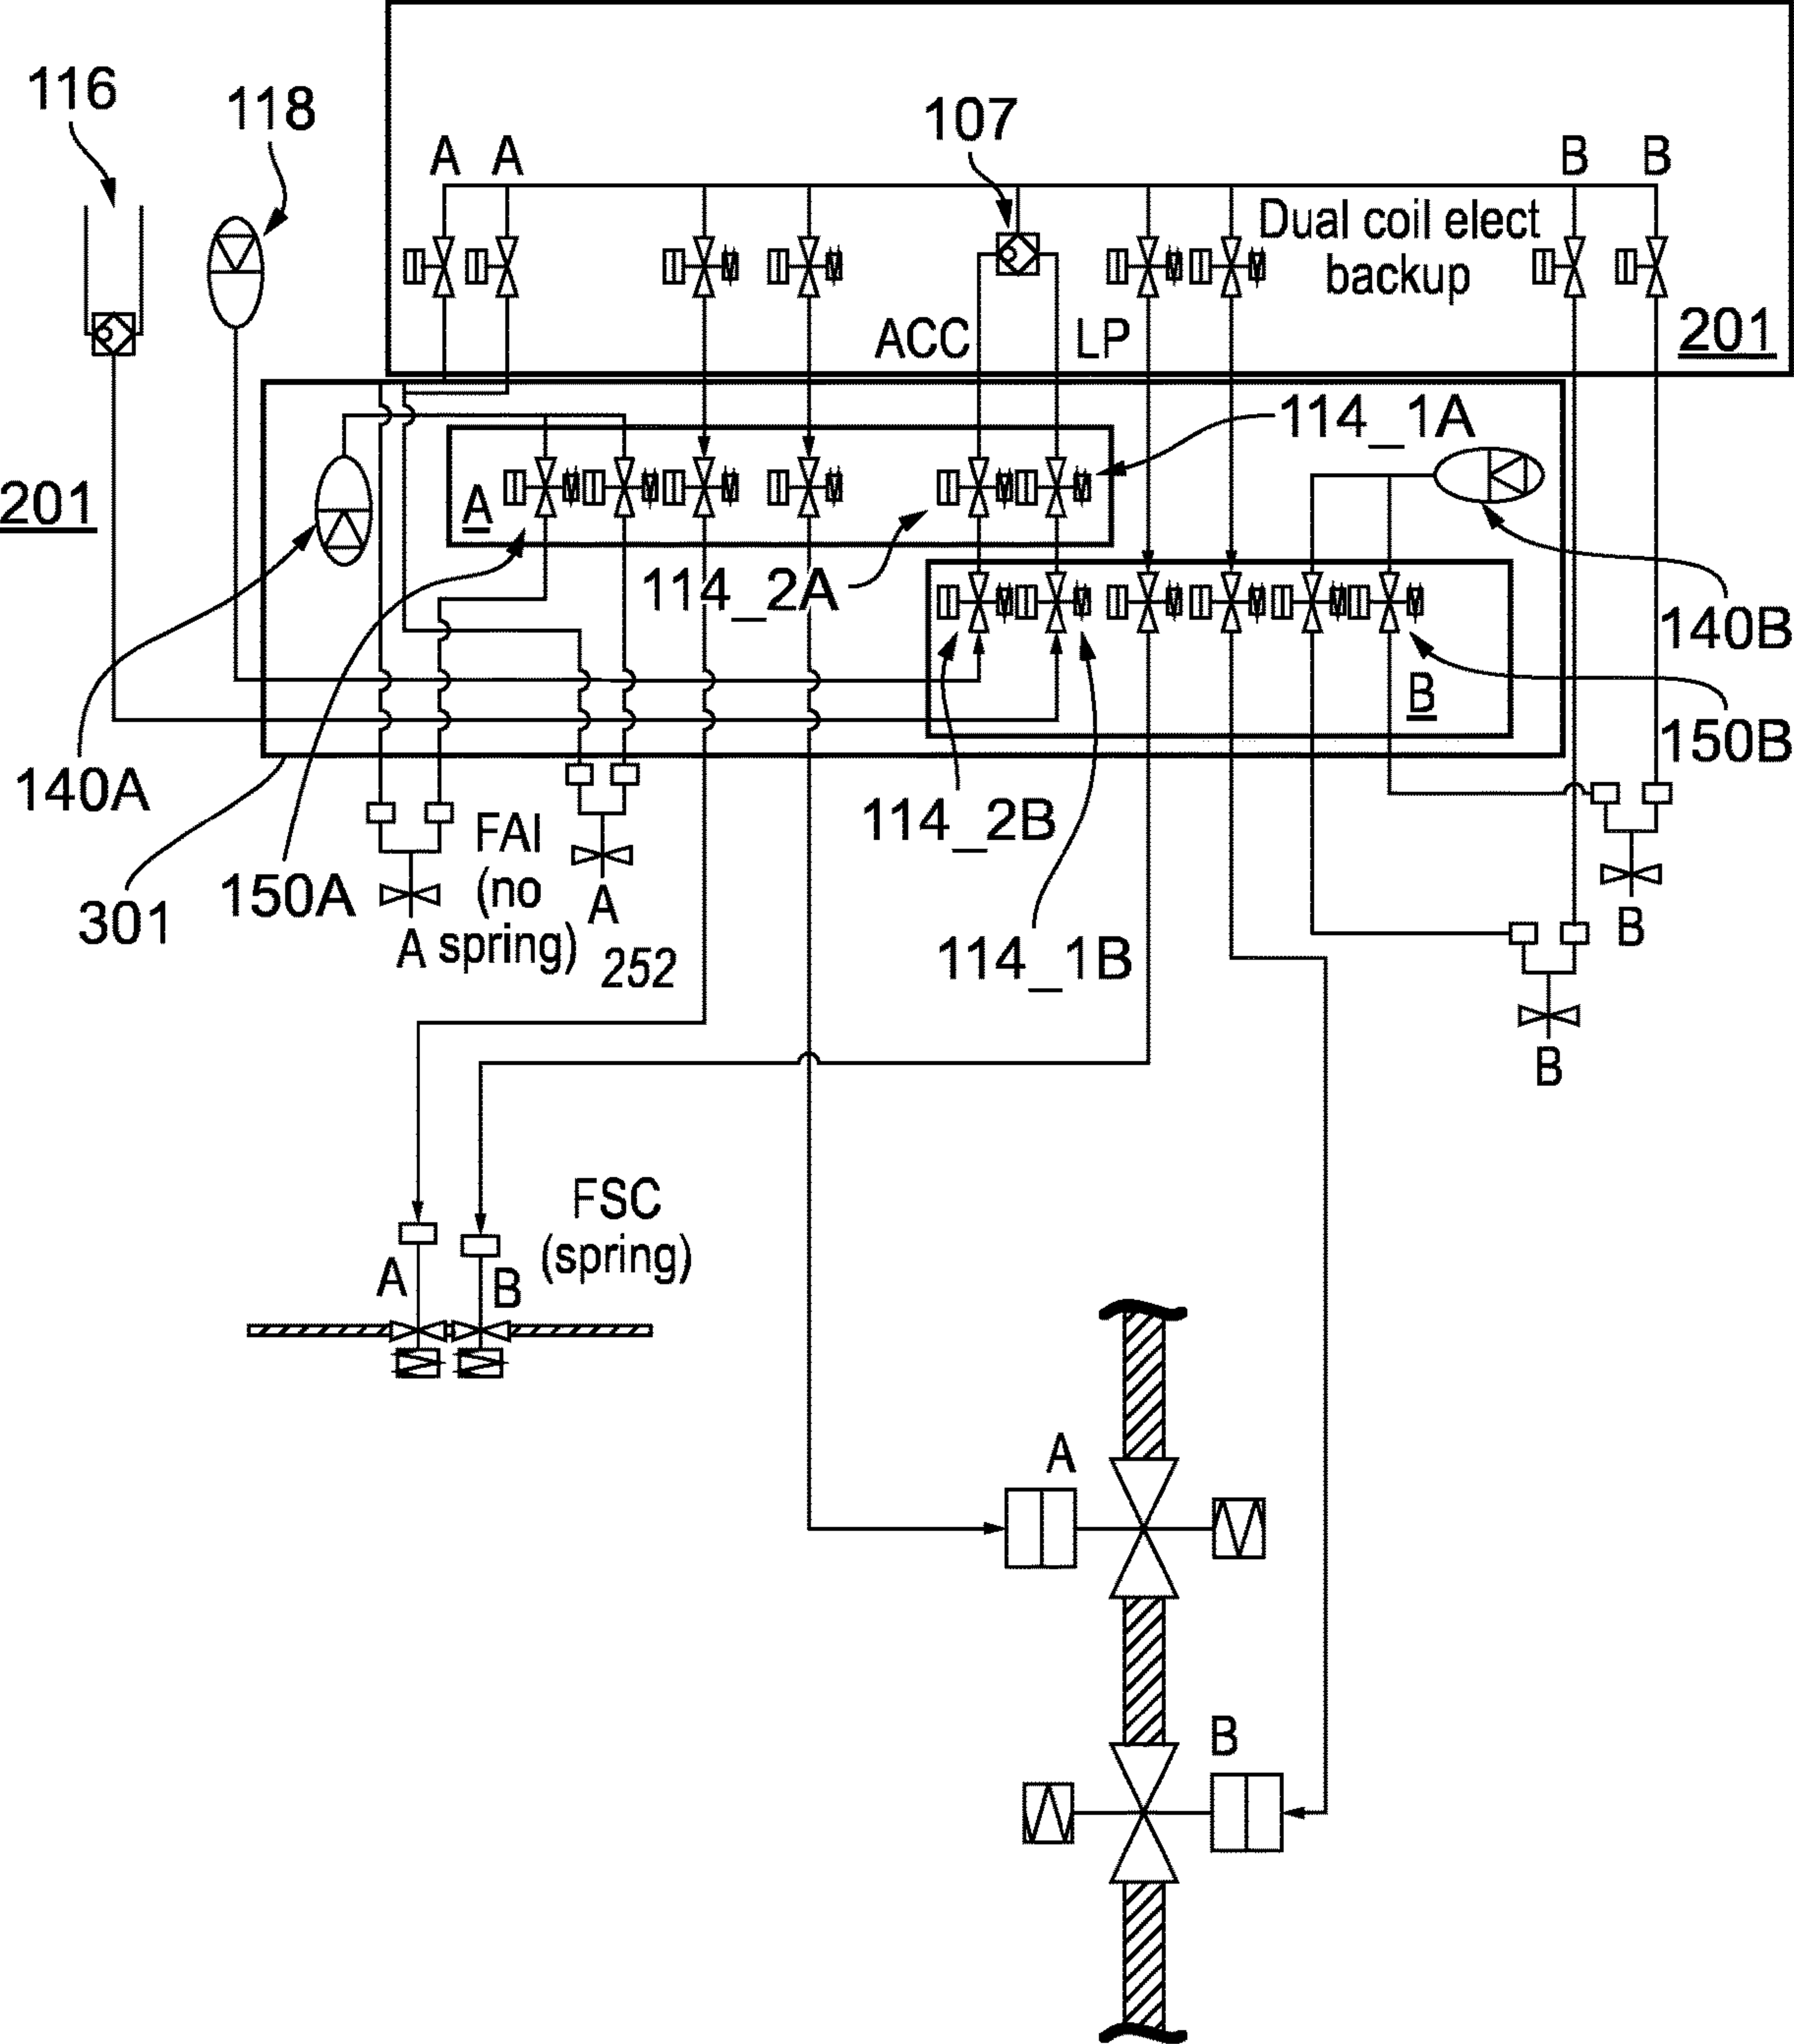 116
118
107
A A
B B
Dual coil elect
backup
ACC
LP
201
114_1A
201
A
114_2A
140B
B
150B
140A
114_2B
FAI
(no
spring)
150A
301
A
A
252
114_1B
B
B
FSC
(spring)
A
B
A
B